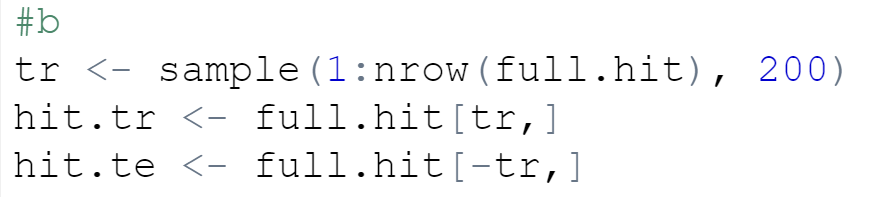 #b
tr <- sample(1:nrow(full.hit), 200)
hit.tr <- full.hit[tr,]
hit.te <- full.hit[-tr,]